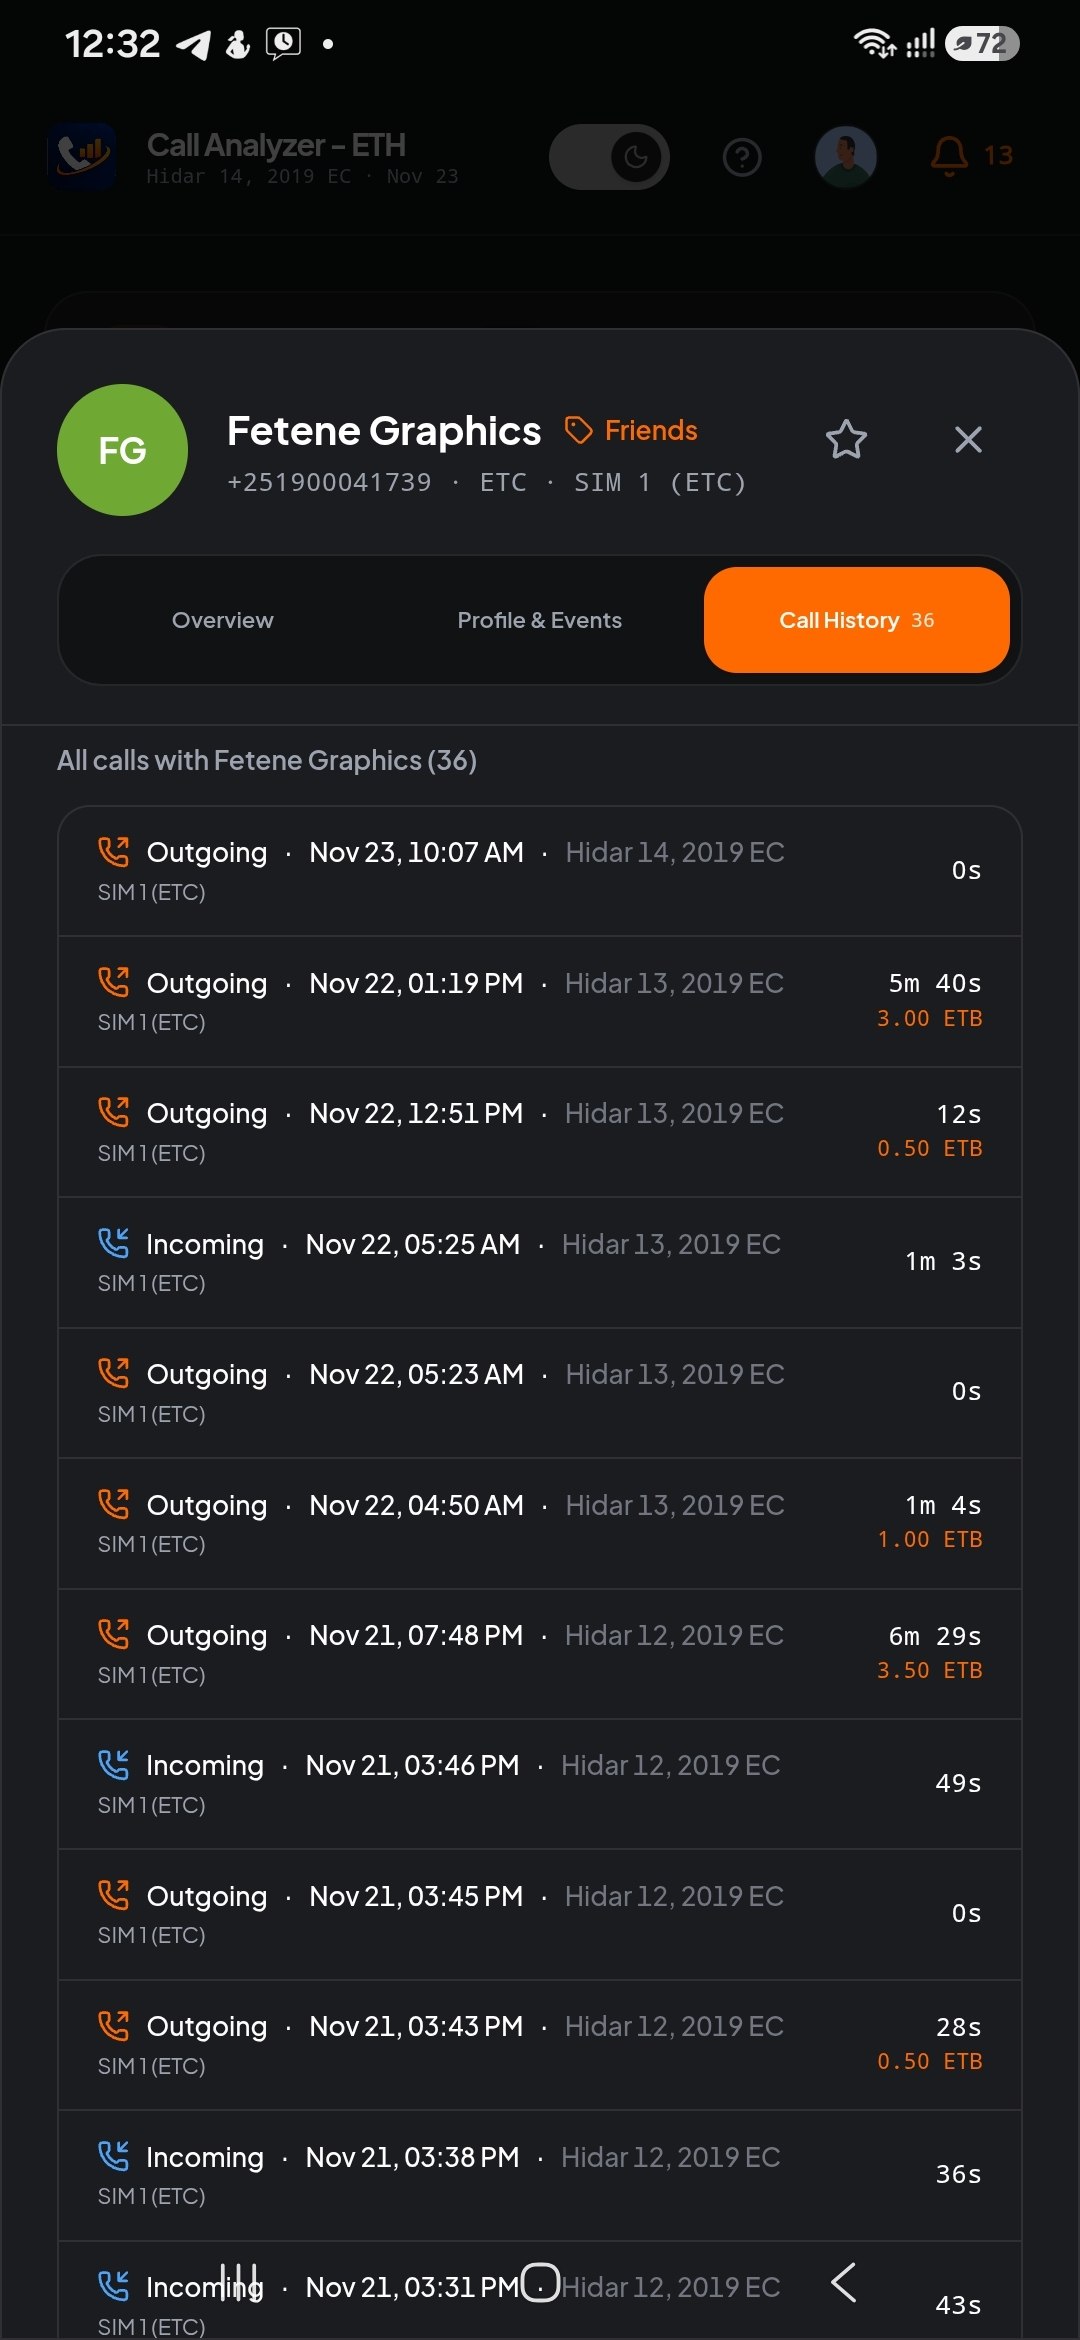 12:32
72
Call Analyzer – ETH
Hidar 14, 2019 EC · Nov 23
13
FG
Fetene Graphics
Friends
+251900041739 · ETC · SIM 1 (ETC)
Overview
Profile & Events
Call History 36
All calls with Fetene Graphics (36)
Outgoing · Nov 23, 10:07 AM · Hidar 14, 2019 EC
0s
SIM 1 (ETC)
Outgoing · Nov 22, 01:19 PM · Hidar 13, 2019 EC
5m 40s
SIM 1 (ETC)
3.00 ETB
Outgoing · Nov 22, 12:51 PM · Hidar 13, 2019 EC
12s
SIM 1 (ETC)
0.50 ETB
Incoming · Nov 22, 05:25 AM · Hidar 13, 2019 EC
1m 3s
SIM 1 (ETC)
Outgoing · Nov 22, 05:23 AM · Hidar 13, 2019 EC
0s
SIM 1 (ETC)
Outgoing · Nov 22, 04:50 AM · Hidar 13, 2019 EC
1m 4s
SIM 1 (ETC)
1.00 ETB
Outgoing · Nov 21, 07:48 PM · Hidar 12, 2019 EC
6m 29s
SIM 1 (ETC)
3.50 ETB
Incoming · Nov 21, 03:46 PM · Hidar 12, 2019 EC
49s
SIM 1 (ETC)
Outgoing · Nov 21, 03:45 PM · Hidar 12, 2019 EC
0s
SIM 1 (ETC)
Outgoing · Nov 21, 03:43 PM · Hidar 12, 2019 EC
28s
SIM 1 (ETC)
0.50 ETB
Incoming · Nov 21, 03:38 PM · Hidar 12, 2019 EC
36s
SIM 1 (ETC)
Incoming · Nov 21, 03:31 PM · Hidar 12, 2019 EC
43s
SIM 1 (ETC)